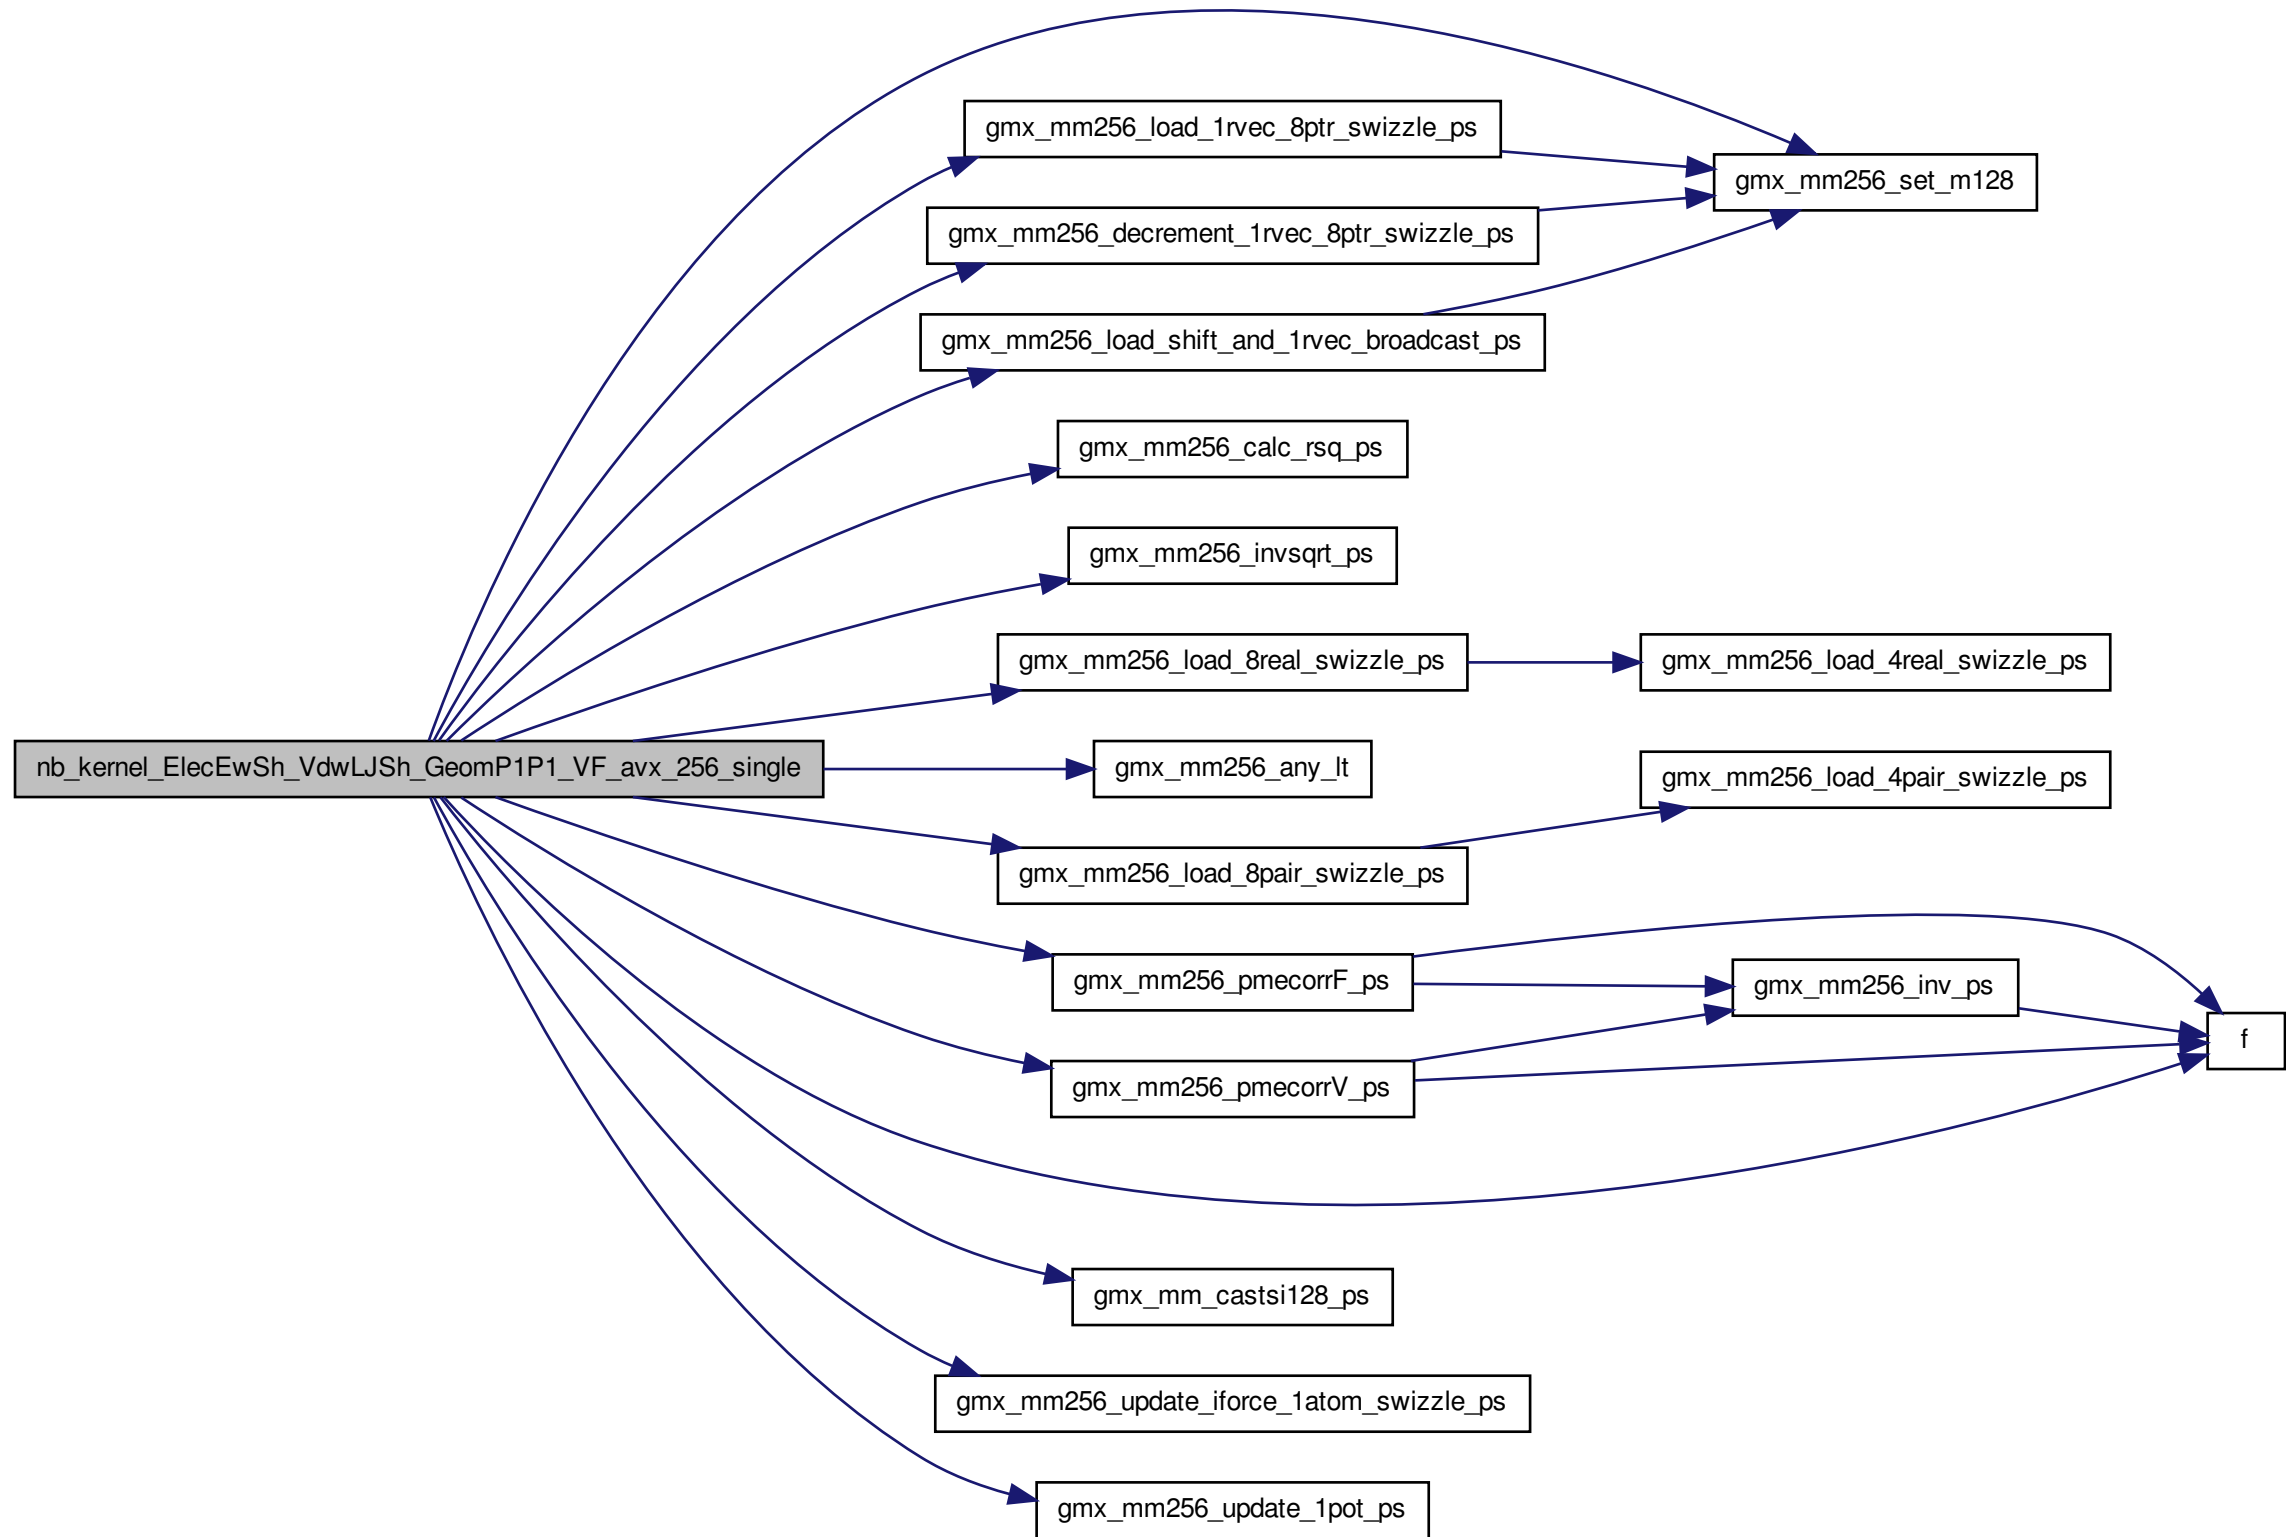 gmx_mm256_load_1rvec_8ptr_swizzle_ps
gmx_mm256_set_m128
gmx_mm256_decrement_1rvec_8ptr_swizzle_ps
gmx_mm256_load_shift_and_1rvec_broadcast_ps
gmx_mm256_calc_rsq_ps
gmx_mm256_invsqrt_ps
gmx_mm256_load_8real_swizzle_ps
gmx_mm256_load_4real_swizzle_ps
nb_kernel_ElecEwSh_VdwLJSh_GeomP1P1_VF_avx_256_single
gmx_mm256_any_lt
gmx_mm256_load_4pair_swizzle_ps
gmx_mm256_load_8pair_swizzle_ps
gmx_mm256_pmecorrF_ps
gmx_mm256_inv_ps
f
gmx_mm256_pmecorrV_ps
gmx_mm_castsi128_ps
gmx_mm256_update_iforce_1atom_swizzle_ps
gmx_mm256_update_1pot_ps